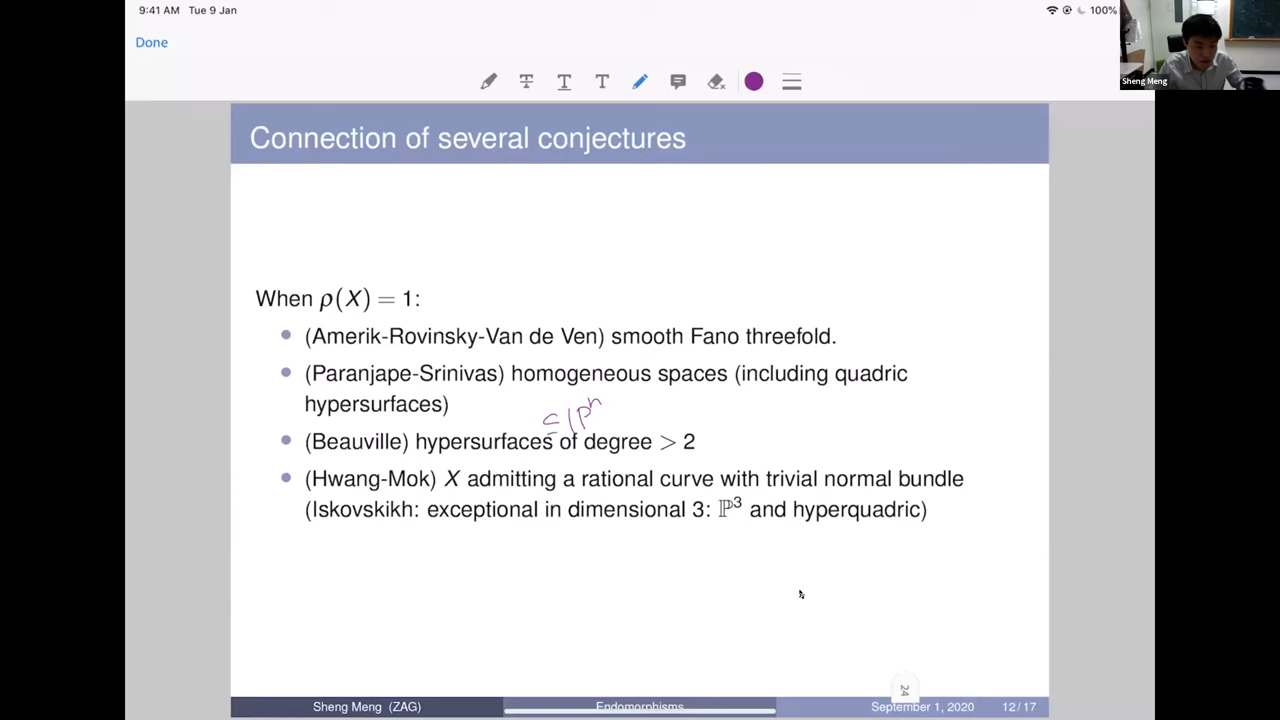 9:41 AM Tue 9 Jan
100%
Done
Sheng Meng
Connection of several conjectures
When ρ(X) = 1:
(Amerik-Rovinsky-Van de Ven) smooth Fano threefold.
(Paranjape-Srinivas) homogeneous spaces (including quadric
hypersurfaces)
⊆ ℙⁿ
(Beauville) hypersurfaces of degree > 2
(Hwang-Mok) X admitting a rational curve with trivial normal bundle
(Iskovskikh: exceptional in dimensional 3: ℙ³ and hyperquadric)
24
Sheng Meng (ZAG) Endomorphisms September 1, 2020 12 / 17